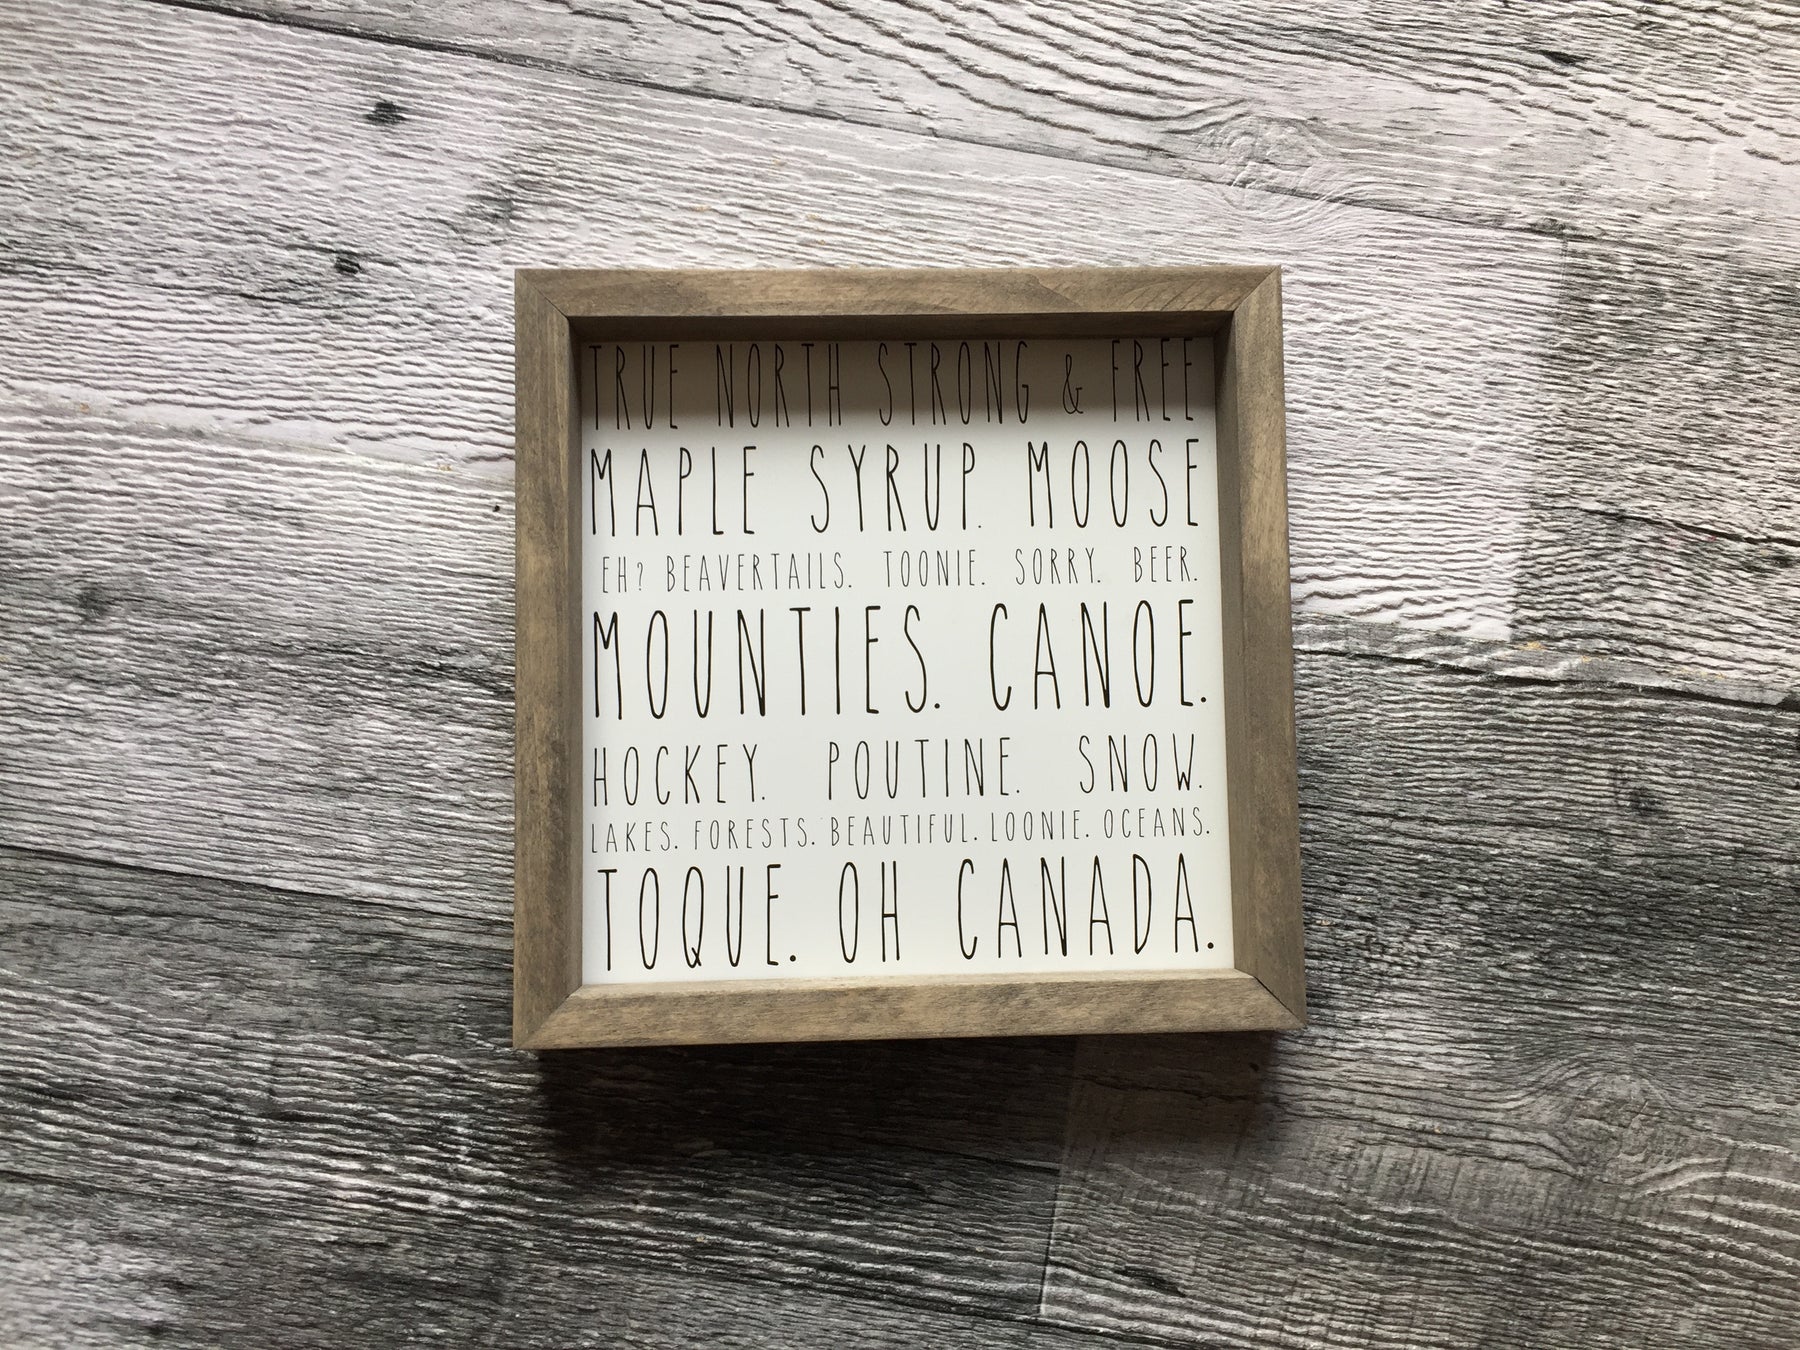 TRUE NORTH STRONG & FREE
MAPLE SYRUP. MOOSE
EH? BEAVERTAILS. TOONIE. SORRY. BEER.
MOUNTIES. CANOE.
HOCKEY. POUTINE. SNOW.
LAKES. FORESTS. BEAUTIFUL. LOONIE. OCEANS.
TOQUE. OH CANADA.